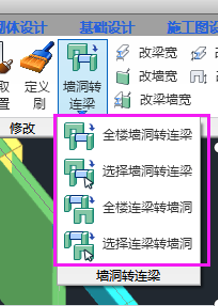 础体设计 基础设计 施工图设
定义
刷
墙洞转
连梁
改梁宽
改墙宽
改梁墙宽
置
修改
全楼墙洞转连梁
选择墙洞转连梁
全楼连梁转墙洞
选择连梁转墙洞
墙洞转连梁